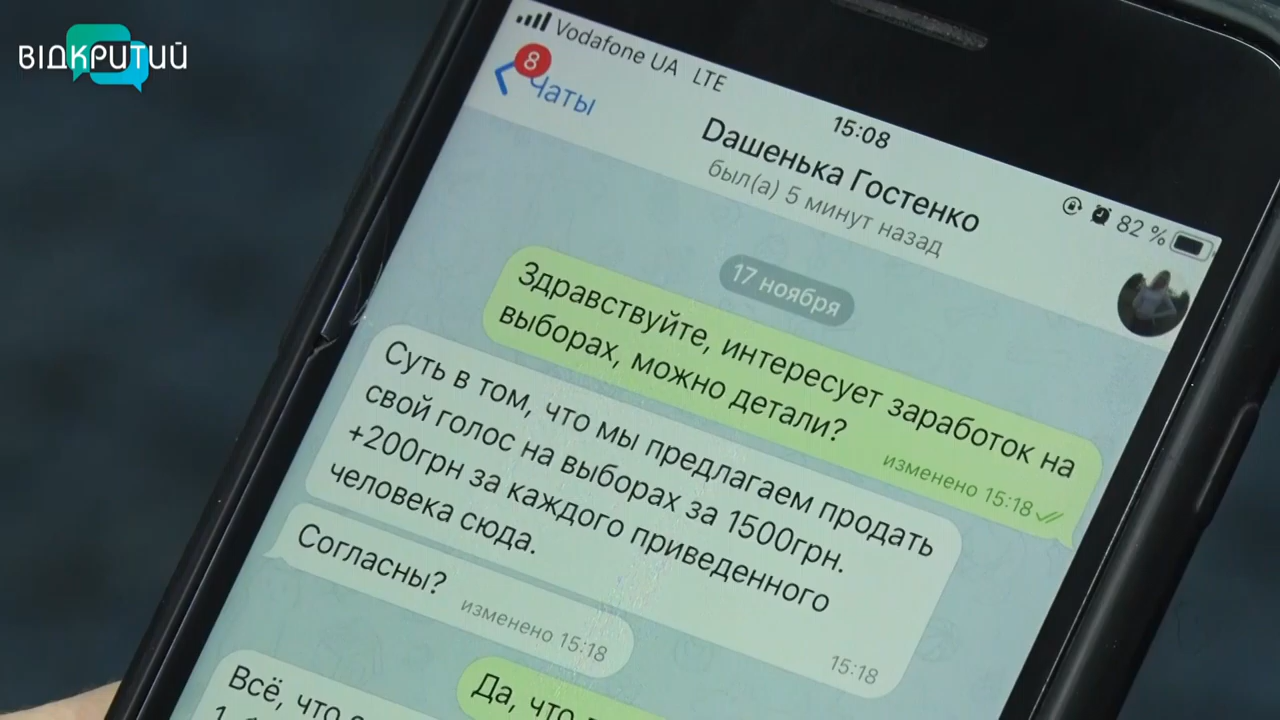 ВІДКРИТИЙ
Vodafone UA LTE
15:08
82 %
8
Чаты
Dашенька Гостенко
был(а) 5 минут назад
17 ноября
Здравствуйте, интересует заработок на
выборах, можно детали?
изменено 15:18
Суть в том, что мы предлагаем продать
свой голос на выборах за 1500грн.
+200грн за каждого приведенного
человека сюда.
15:18
Согласны?
изменено 15:18
Да, что
Всё, что